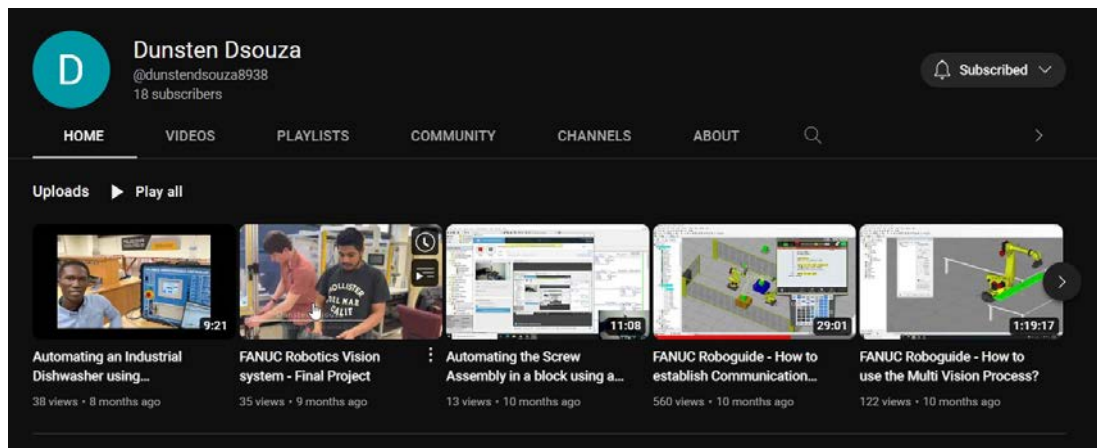 D
Dunsten Dsouza
@dunstendsouza8938
18 subscribers
Subscribed
HOME VIDEOS PLAYLISTS COMMUNITY CHANNELS ABOUT
Uploads Play all
HOLLISTER
DEL MAR
CALIF
9:21
11:08
29:01
1:19:17
Automating an Industrial
Dishwasher using...
38 views • 8 months ago
FANUC Robotics Vision
system - Final Project
35 views • 9 months ago
Automating the Screw
Assembly in a block using a...
13 views • 10 months ago
FANUC Roboguide - How to
establish Communication...
560 views • 10 months ago
FANUC Roboguide - How to
use the Multi Vision Process?
122 views • 10 months ago